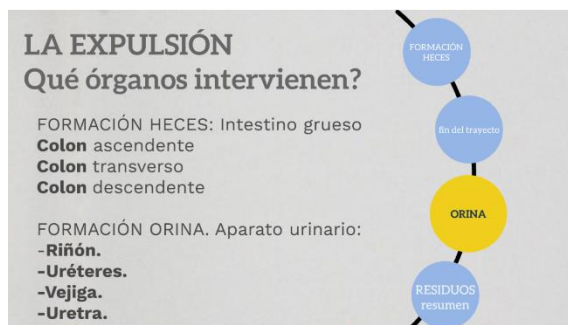 LA EXPULSIÓN
Qué órganos intervienen?
FORMACIÓN HECES: Intestino grueso
Colon ascendente
Colon transverso
Colon descendente
FORMACIÓN ORINA. Aparato urinario:
-Riñón.
-Uréteres.
-Vejiga.
-Uretra.
FORMACIÓN
HECES
fin del trayecto
ORINA
RESIDUOS
resumen